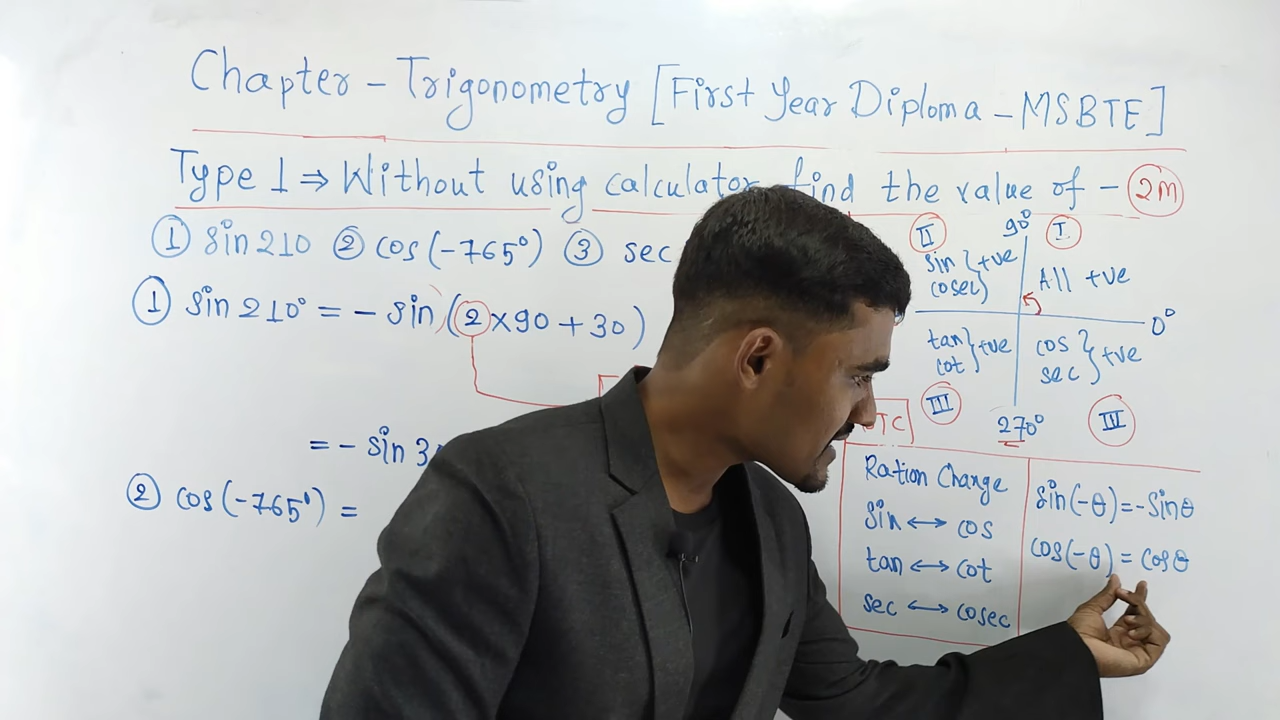 Chapter - Trigonometry [First Year Diploma - MSBTE]
Type 1 ⇒ Without using calculator find the value of - 2M
① sin 210 ② cos(-765°) ③ sec
① sin 210° = - sin (2×90 + 30)
= - sin 3
② cos(-765°) =
II 90° I
sin cosec } +ve All +ve
0°
tan cot } +ve cos sec } +ve
III 270° III
TC
Ration Change
sin ↔ cos
tan ↔ cot
sec ↔ cosec
sin(-θ) = -sinθ
cos(-θ) = cosθ